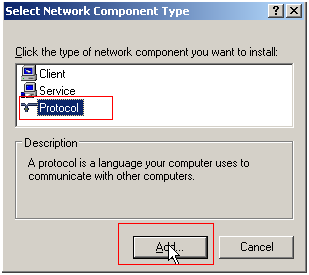 Select Network Component Type
Click the type of network component you want to install:
Client
Service
Protocol
Description
A protocol is a language your computer uses to
communicate with other computers.
Add...
Cancel